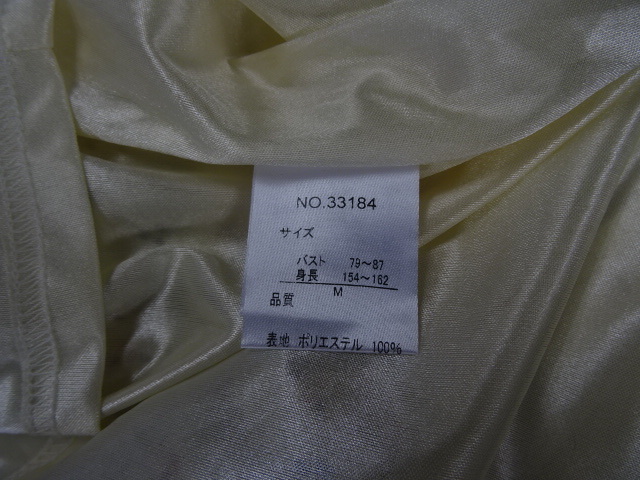 NO.33184
サイズ
バスト 79～87
身長 154～162
M
品質
表地 ポリエステル 100%